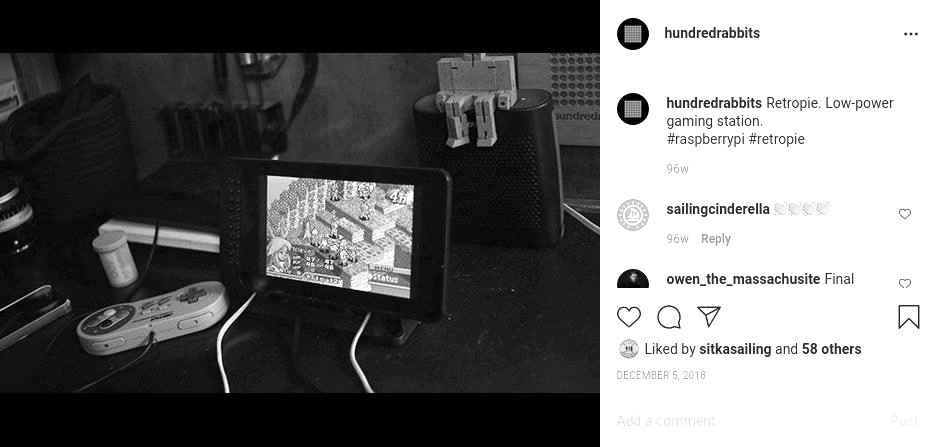 hundredrabbits
hundredrabbits Retropie. Low-power
gaming station.
#raspberrypi #retropie
96w
sailingcinderella
96w Reply
owen_the_massachusite Final
Liked by sitkasailing and 58 others
DECEMBER 5, 2018
Add a comment...
Post
Status